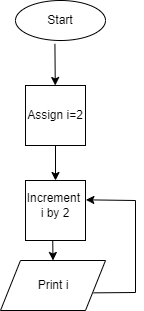 Start
Assign i=2
Increment
i by 2
Print i